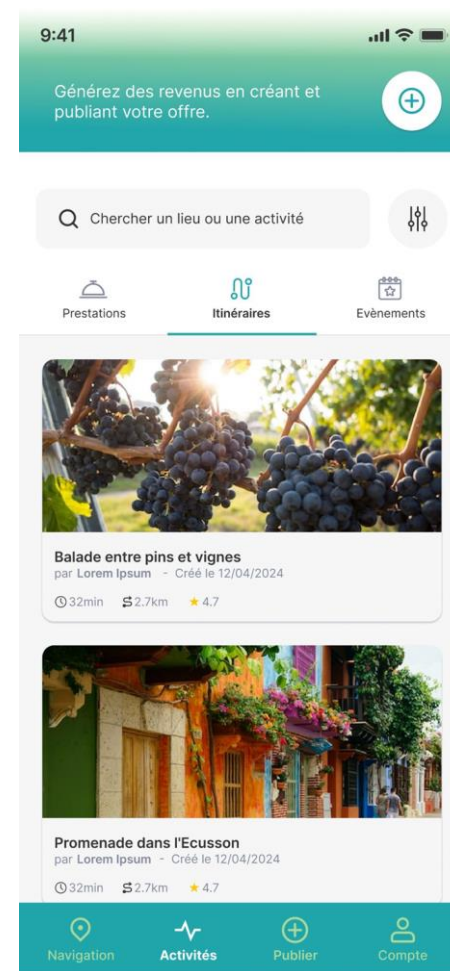 9:41
Générez des revenus en créant et
publiant votre offre.
Chercher un lieu ou une activité
Prestations
Itinéraires
Evènements
Balade entre pins et vignes
par Lorem Ipsum - Créé le 12/04/2024
32min 2.7km 4.7
Promenade dans l'Ecusson
par Lorem Ipsum - Créé le 12/04/2024
32min 2.7km 4.7
Navigation
Activités
Publier
Compte